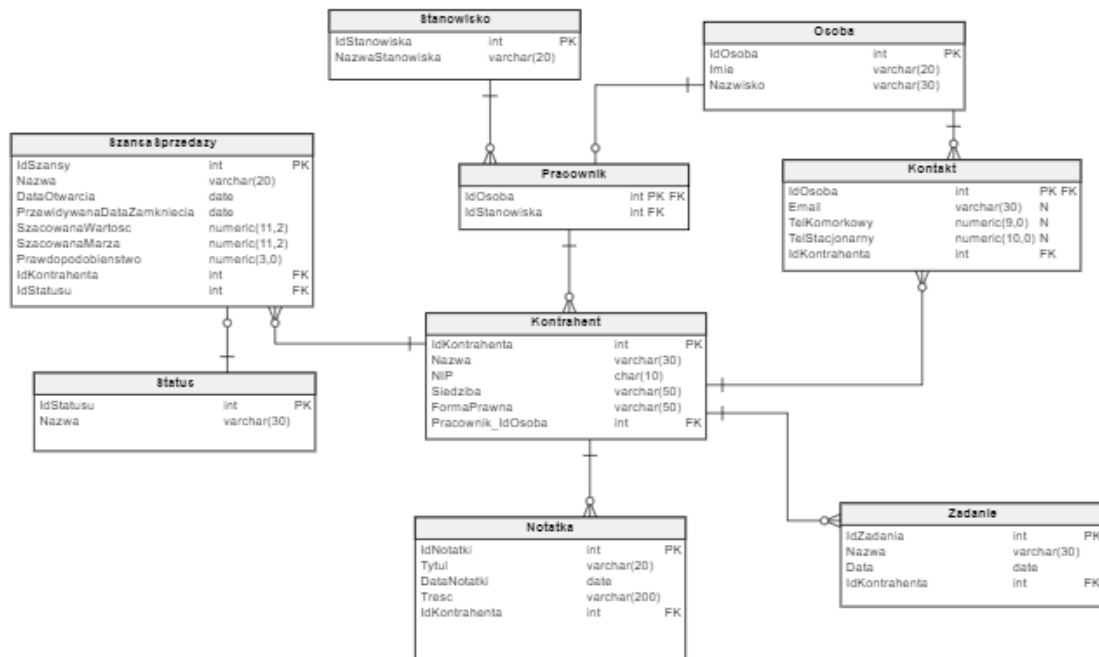 Stanowisko
IdStanowiska int PK
NazwaStanowiska varchar(20)
Osoba
IdOsoba int PK
Imie varchar(20)
Nazwisko varchar(30)
SzansaSprzedazy
IdSzansy int PK
Nazwa varchar(20)
DataOtwarcia date
PrzewidywanaDataZamkniecia date
SzacowanaWartosc numeric(11,2)
SzacowanaMarza numeric(11,2)
Prawdopodobienstwo numeric(3,0)
IdKontrahenta int FK
IdStatusu int FK
Pracownik
IdOsoba int PK FK
IdStanowiska int FK
Kontakt
IdOsoba int PK FK
Email varchar(30) N
TelKomorkowy numeric(9,0) N
TelStacjonarny numeric(10,0) N
IdKontrahenta int FK
Kontrahent
IdKontrahenta int PK
Nazwa varchar(30)
NIP char(10)
Siedziba varchar(50)
FormaPrawna varchar(50)
Pracownik_IdOsoba int FK
Status
IdStatusu int PK
Nazwa varchar(30)
Notatka
IdNotatki int PK
Tytul varchar(20)
DataNotatki date
Tresc varchar(200)
IdKontrahenta int FK
Zadanie
IdZadania int PK
Nazwa varchar(30)
Data date
IdKontrahenta int FK